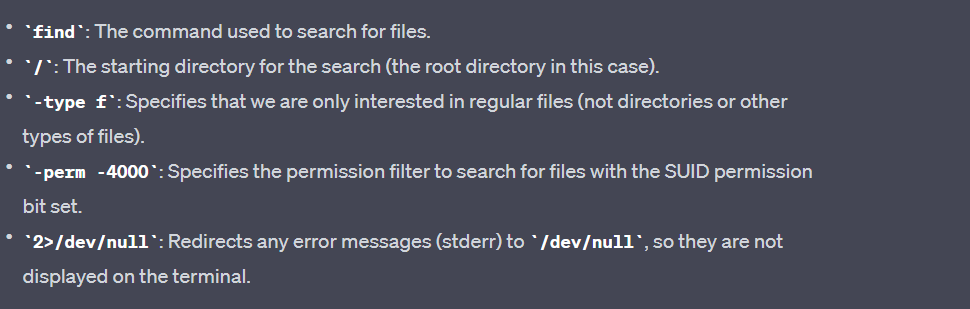 • `find`: The command used to search for files.
• `/`: The starting directory for the search (the root directory in this case).
• `-type f`: Specifies that we are only interested in regular files (not directories or other
types of files).
• `-perm -4000`: Specifies the permission filter to search for files with the SUID permission
bit set.
• `2>/dev/null`: Redirects any error messages (stderr) to `/dev/null`, so they are not
displayed on the terminal.